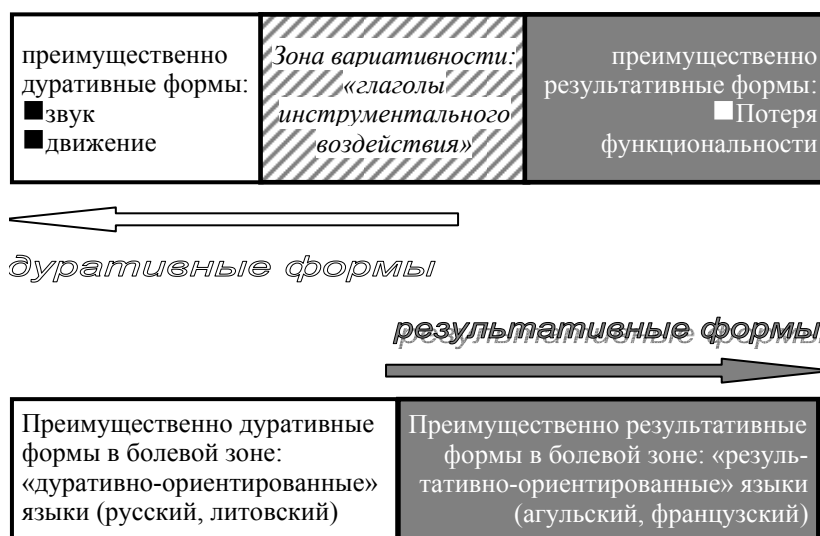 преимущественно
дуративные формы:
■звук
■движение
Зона вариативности:
«глаголы
инструментального
воздействия»
преимущественно
результативные формы:
■Потеря
функциональности
дуративные формы
результативные формы
Преимущественно дуративные
формы в болевой зоне:
«дуративно-ориентированные»
языки (русский, литовский)
Преимущественно результативные
формы в болевой зоне: «резуль-
тативно-ориентированные» языки
(агульский, французский)